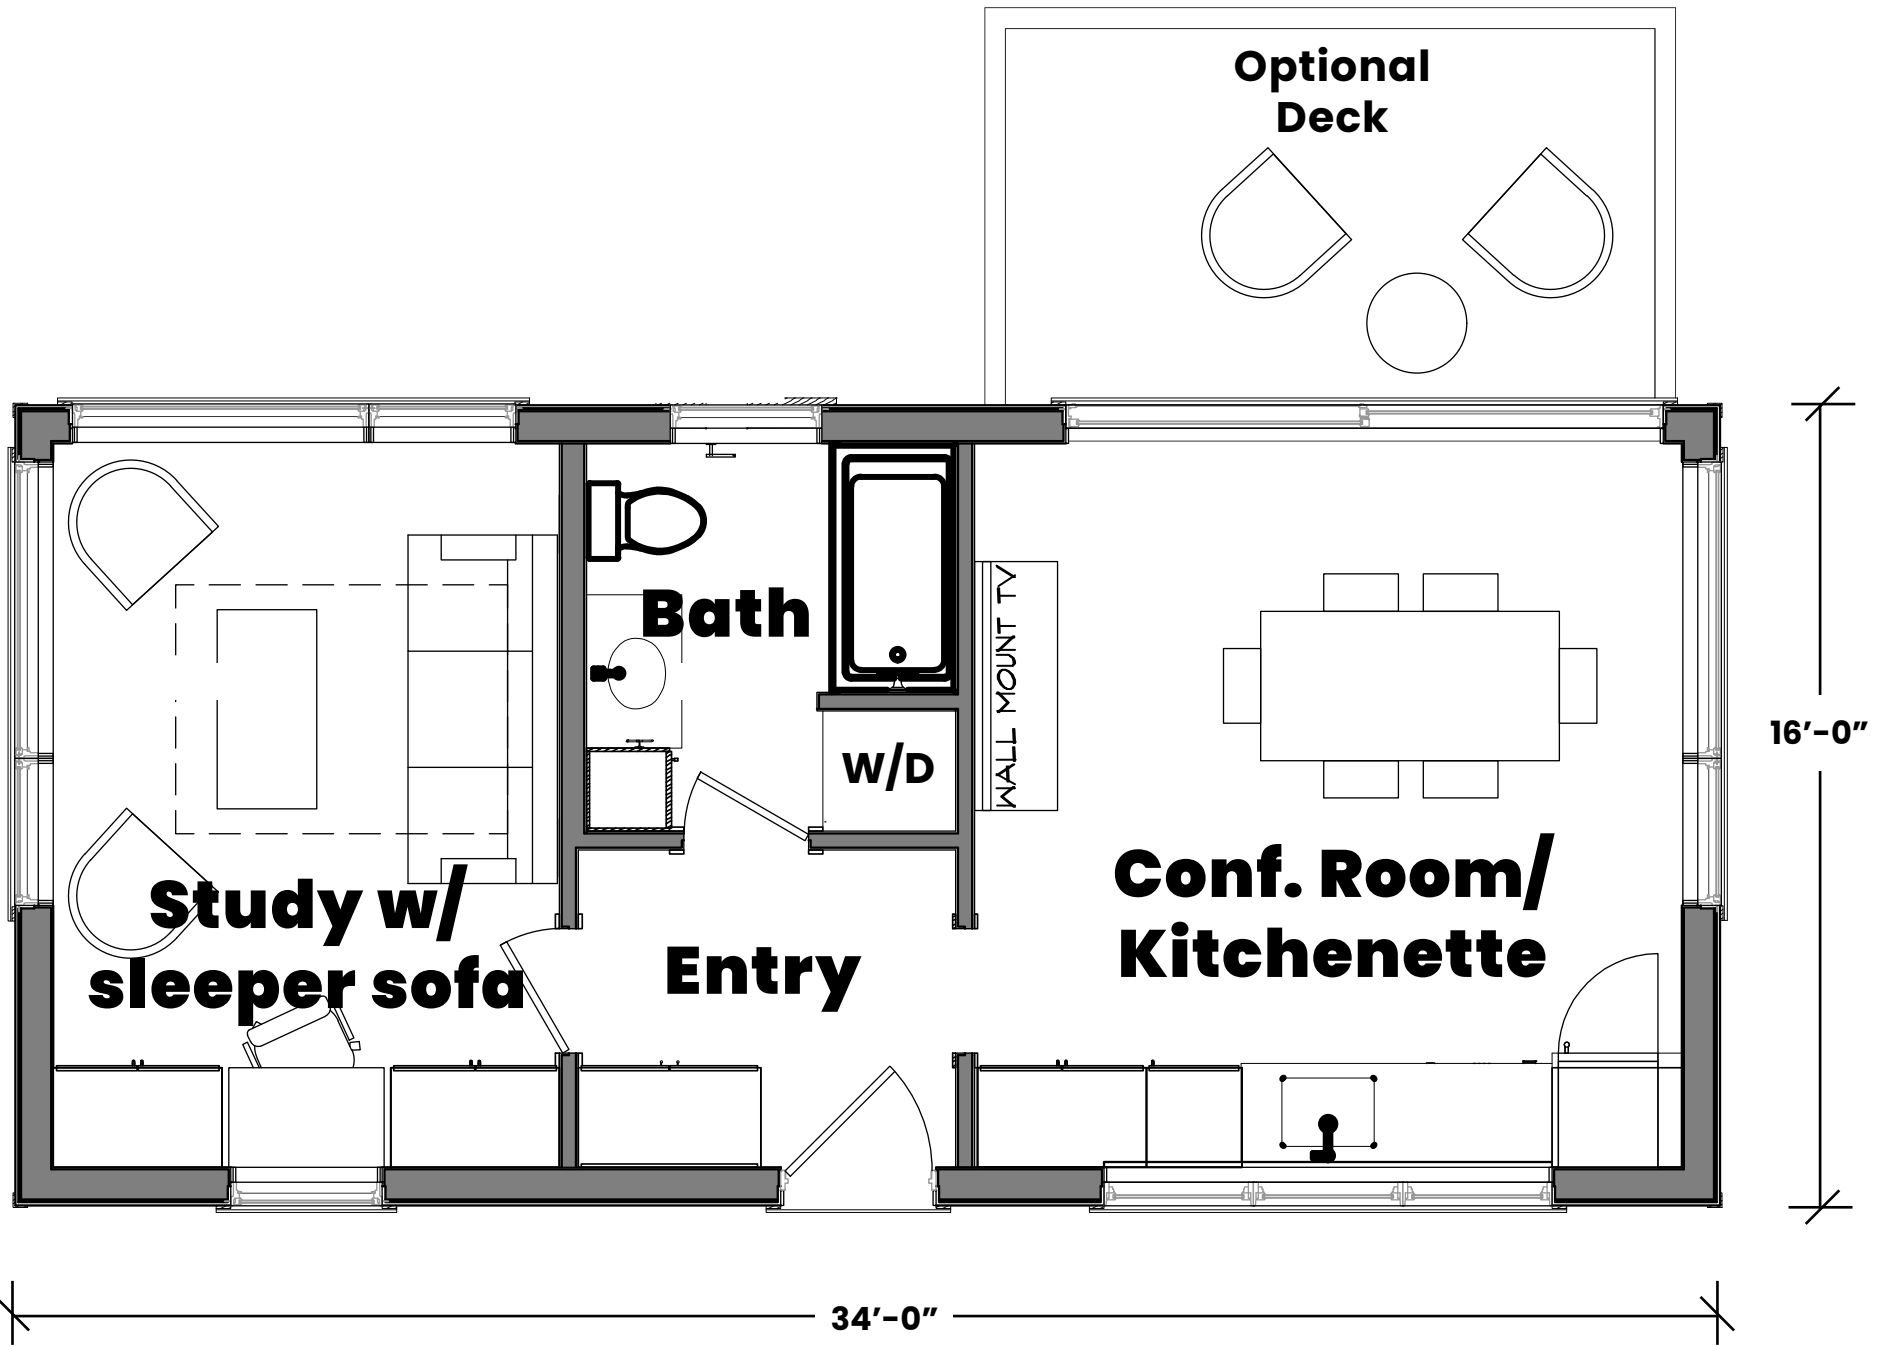 Optional
Deck
Bath
WALL MOUNT TV
W/D
16’-0”
Study w/
sleeper sofa
Entry
Conf. Room/
Kitchenette
34’-0”